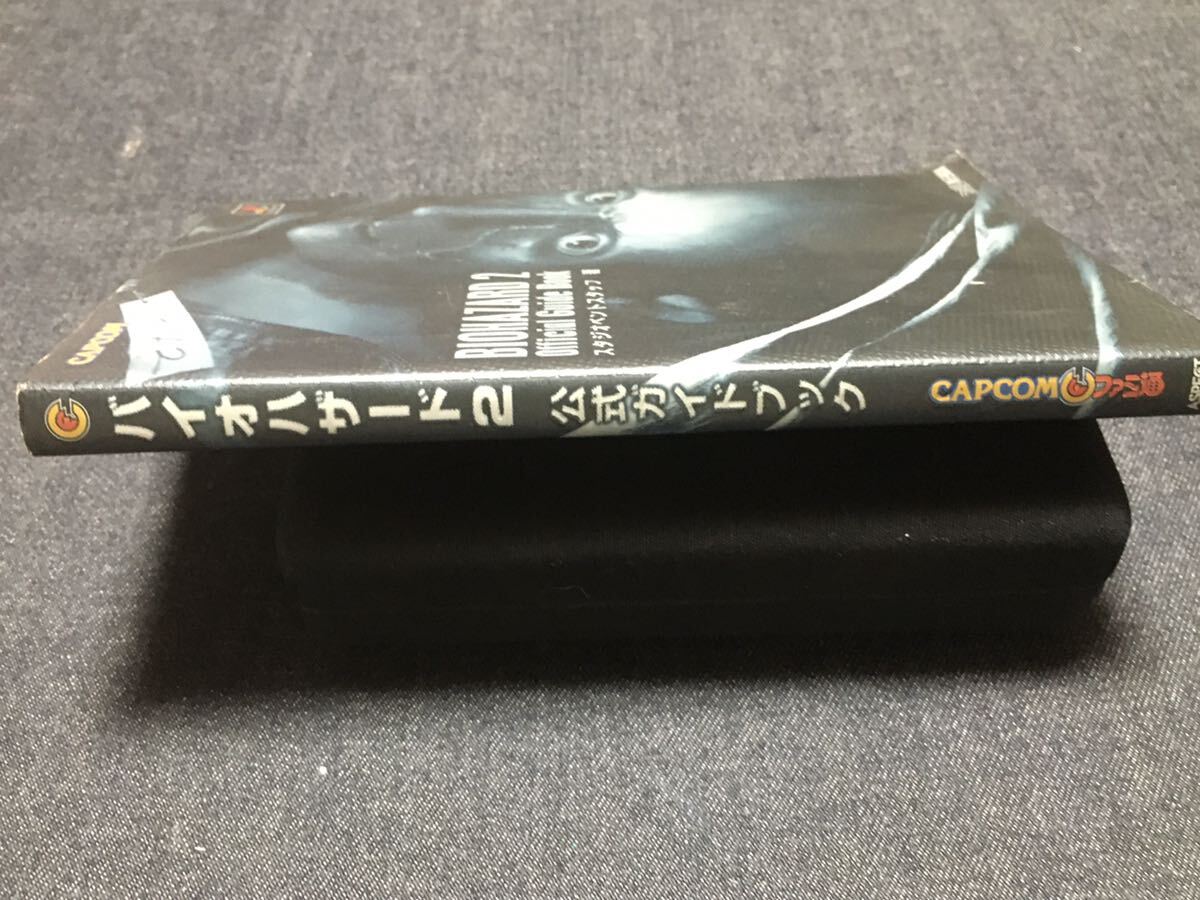 CAPCOM
BIOHAZARD 2
Official Guide Book
スタジオベントスタッフ 著
バイオハザード2 公式ガイドブック
CAPCOM ファミ通
ASPECT